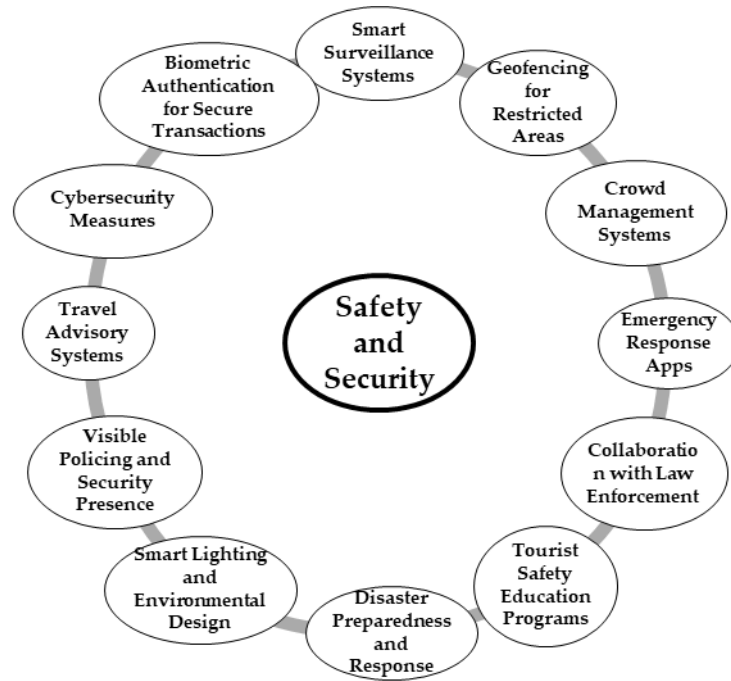 Smart
Surveillance
Systems
Geofencing
for
Restricted
Areas
Crowd
Management
Systems
Emergency
Response
Apps
Collaboratio
n with Law
Enforcement
Tourist
Safety
Education
Programs
Disaster
Preparedness
and
Response
Smart Lighting
and
Environmental
Design
Visible
Policing and
Security
Presence
Travel
Advisory
Systems
Cybersecurity
Measures
Biometric
Authentication
for Secure
Transactions
Safety
and
Security